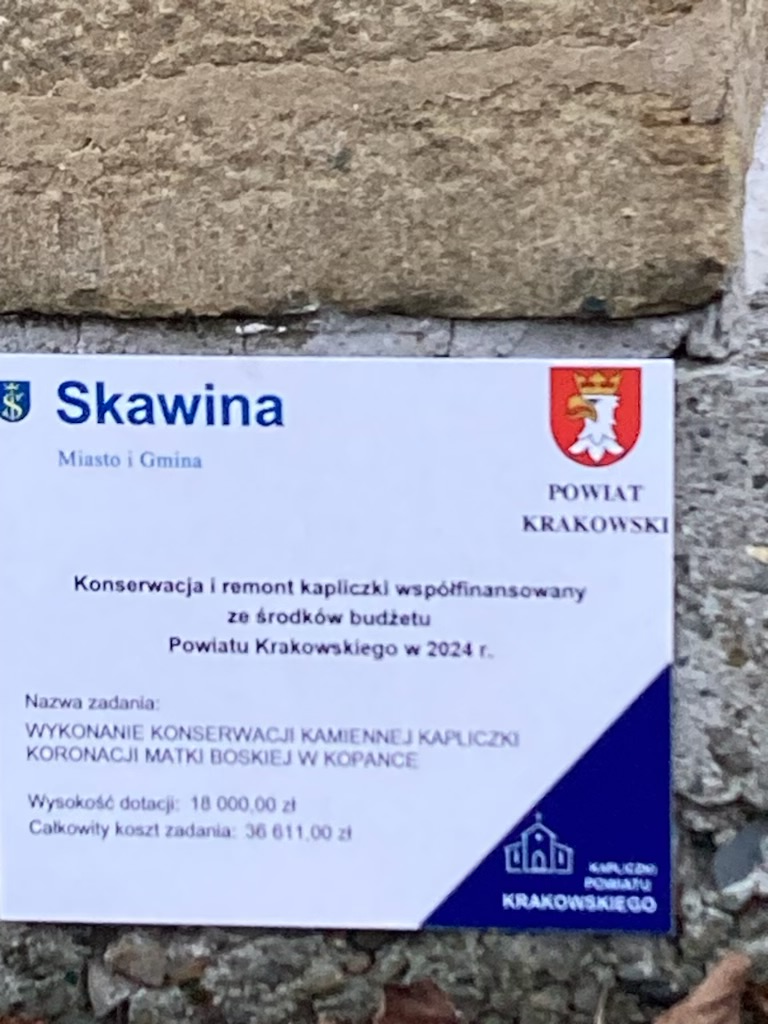 Skawina
Miasto i Gmina
POWIAT
KRAKOWSKI
Konserwacja i remont kapliczki współfinansowany
ze środków budżetu
Powiatu Krakowskiego w 2024 r.
Nazwa zadania:
WYKONANIE KONSERWACJI KAMIENNEJ KAPLICZKI
KORONACJI MATKI BOSKIEJ W KOPANCE
Wysokość dotacji: 18 000,00 zł
Całkowity koszt zadania: 36 611,00 zł
KAPLICZKI
POWIATU
KRAKOWSKIEGO